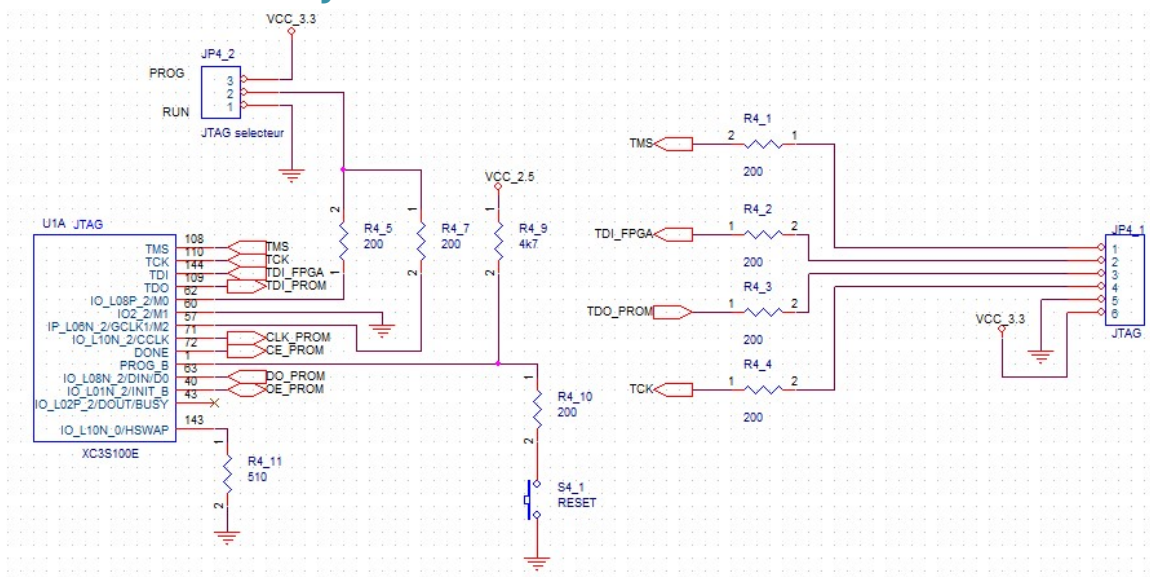 VCC_3.3
JP4_2
PROG
3
2
1
RUN
JTAG selecteur
VCC_2.5
2
R4_5
200
1
1
R4_7
200
2
1
R4_9
4k7
2
U1A JTAG
TMS 108 TMS
TCK 110 TCK
TDI 144 TDI_FPGA
TDO 109 TDI_PROM
IO_L08P_2/M0 62
IO2_2/M1 60
IP_L06N_2/GCLK1/M2 57
IO_L10N_2/CCLK 71 CLK_PROM
DONE 72 CE_PROM
PROG_B 1
IO_L08N_2/DIN/D0 63 DO_PROM
IO_L01N_2/INIT_B 40 OE_PROM
IO_L02P_2/DOUT/BUSY 43
IO_L10N_0/HSWAP 143
XC3S100E
1
R4_11
510
2
1
R4_10
200
2
S4_1
RESET
R4_1
TMS 2 1
200
R4_2
TDI_FPGA 1 2
200
R4_3
TDO_PROM 1 2
200
R4_4
TCK 1 2
200
JP4_1
1
2
3
4
5
6
JTAG
VCC_3.3